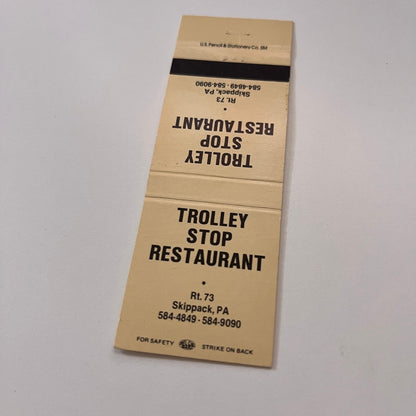 U.S. Pencil & Stationery Co. SM
584-4849 · 584-9090
Skippack, PA
Rt. 73
•
RESTAURANT
STOP
TROLLEY
TROLLEY
STOP
RESTAURANT
•
Rt. 73
Skippack, PA
584-4849 · 584-9090
FOR SAFETY STRIKE ON BACK